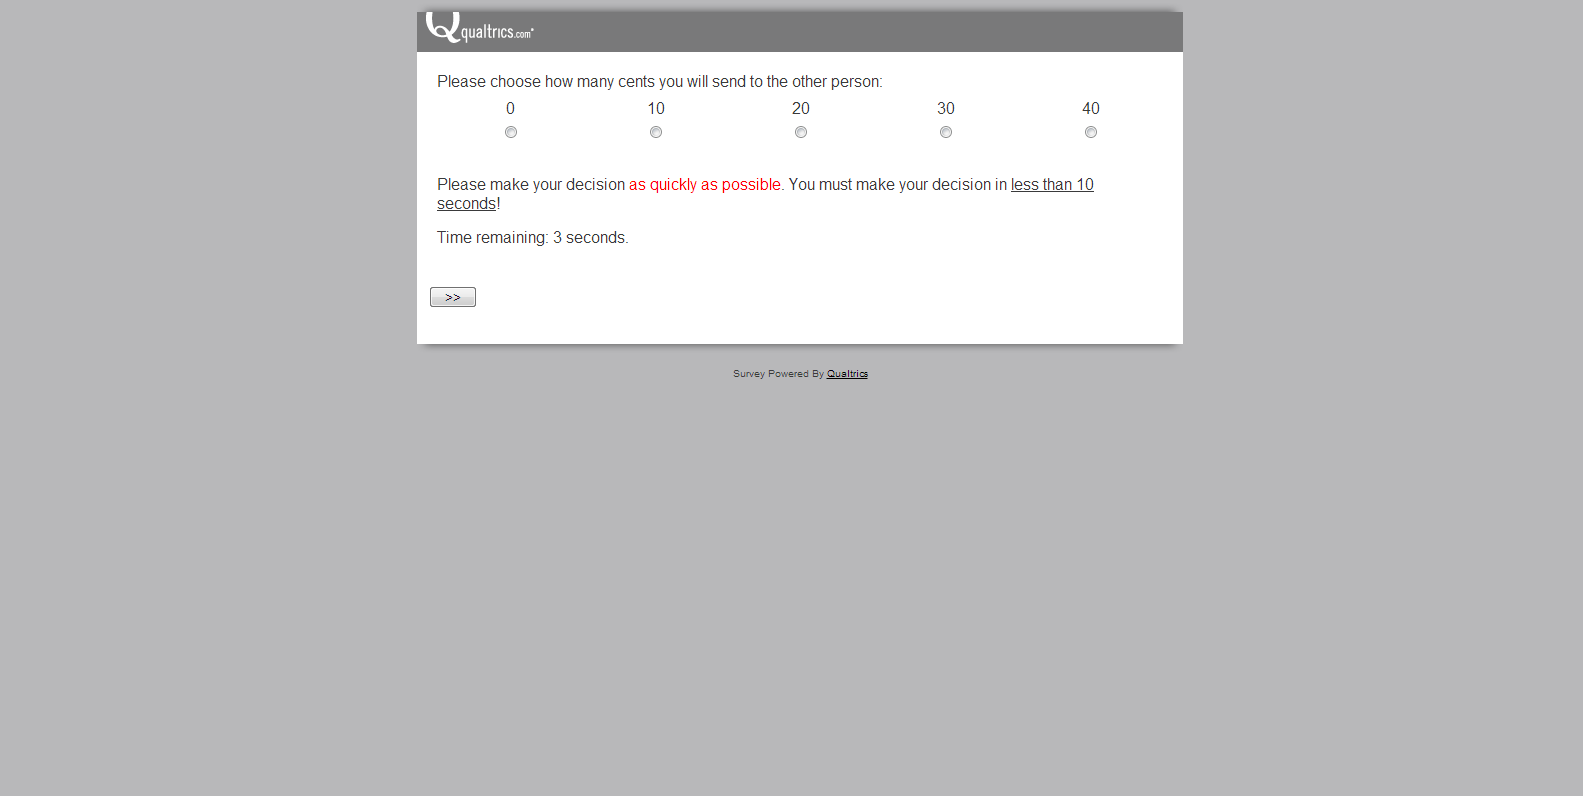 Qualtrics.com®
Please choose how many cents you will send to the other person:
0 10 20 30 40
Please make your decision as quickly as possible. You must make your decision in less than 10
seconds!
Time remaining: 3 seconds.
>>
Survey Powered By Qualtrics